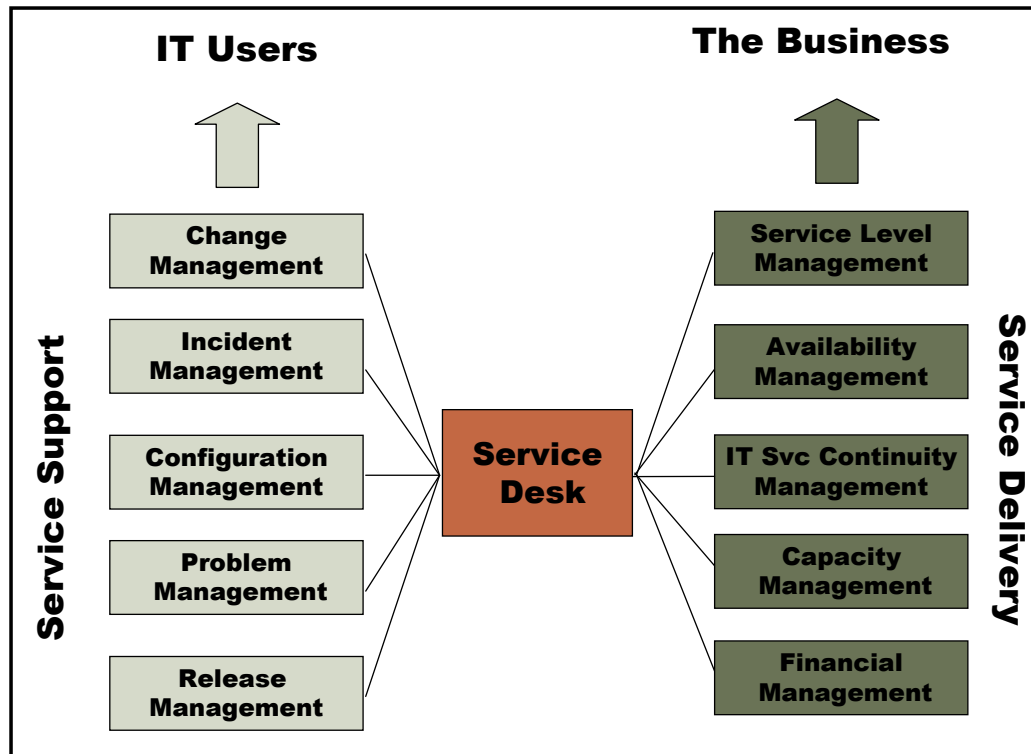 IT Users
The Business
Service Support
Change
Management
Incident
Management
Configuration
Management
Problem
Management
Release
Management
Service
Desk
Service Level
Management
Availability
Management
IT Svc Continuity
Management
Capacity
Management
Financial
Management
Service Delivery